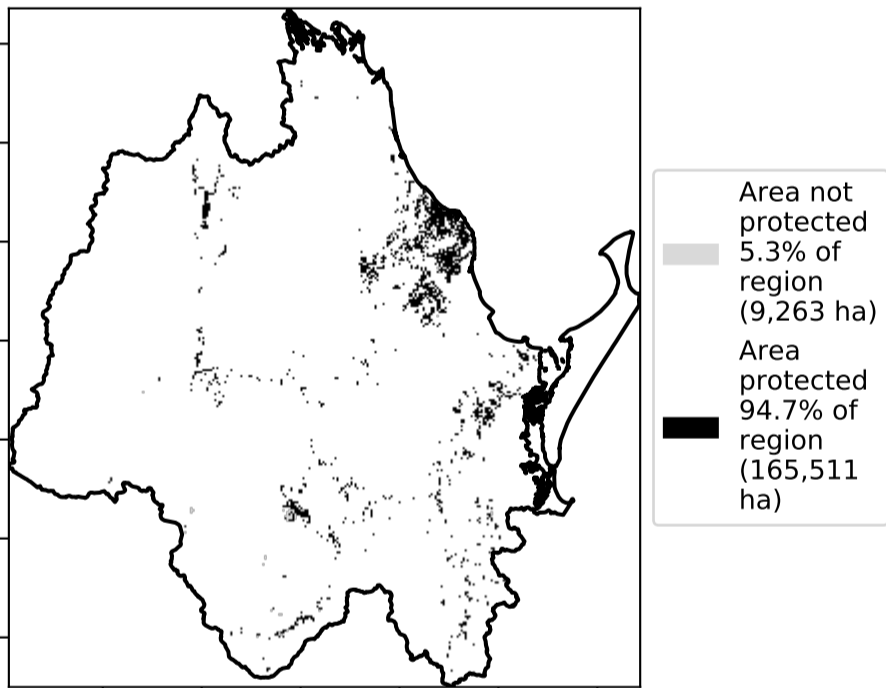 Area not
protected
5.3% of
region
(9,263 ha)
Area
protected
94.7% of
region
(165,511
ha)